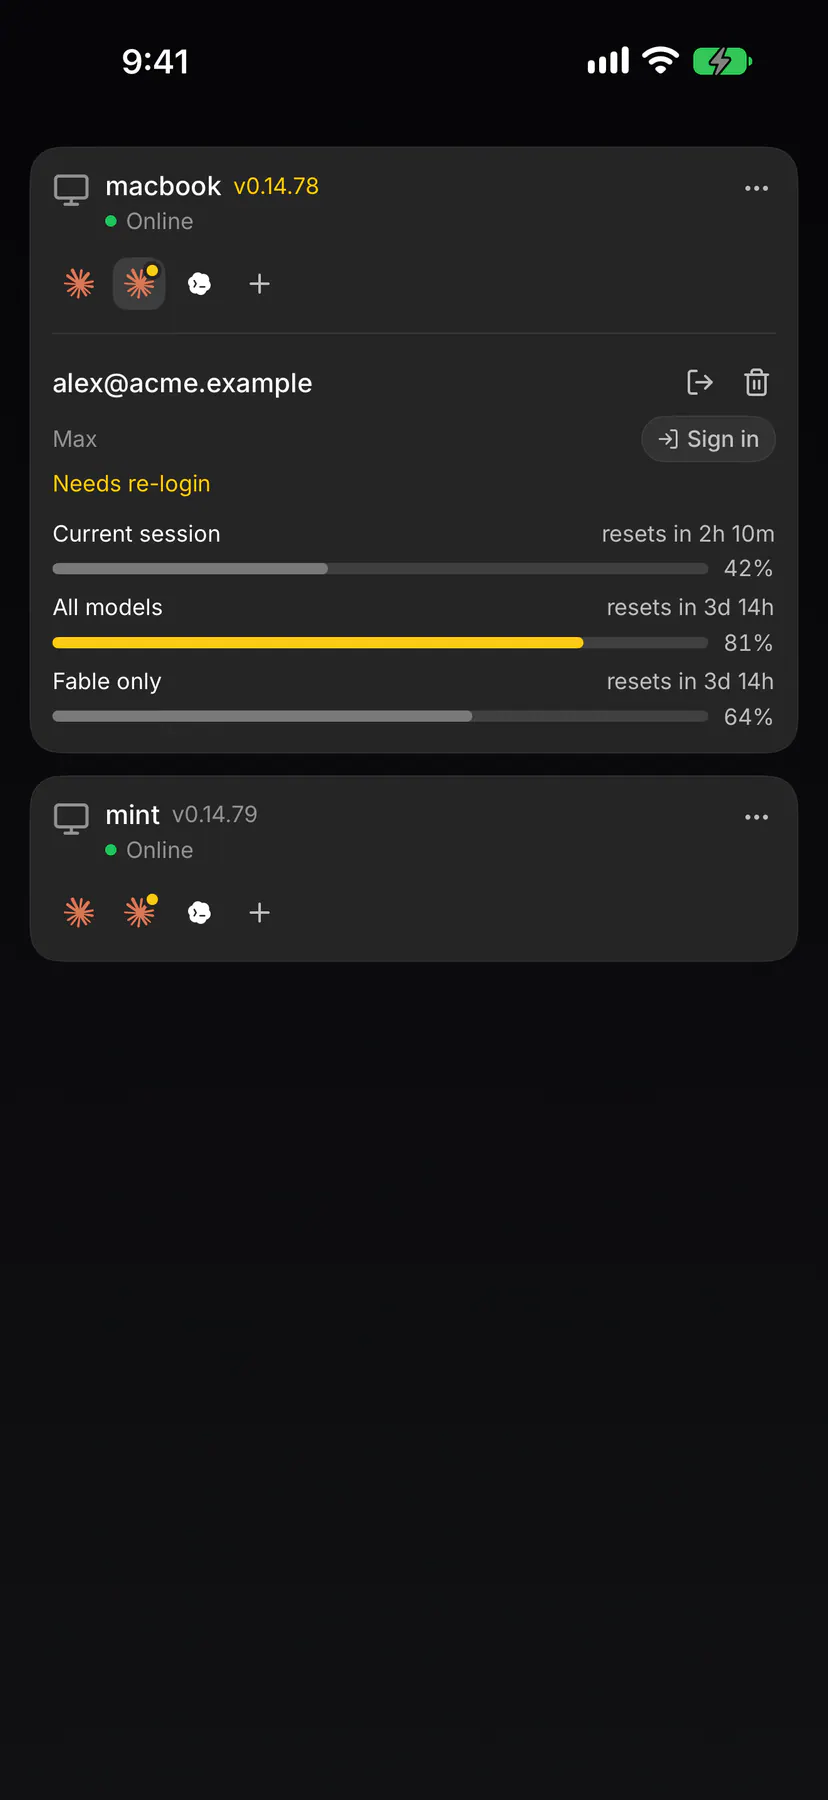 9:41
macbook v0.14.78
Online
alex@acme.example
Max
Sign in
Needs re-login
Current session resets in 2h 10m
42%
All models resets in 3d 14h
81%
Fable only resets in 3d 14h
64%
mint v0.14.79
Online